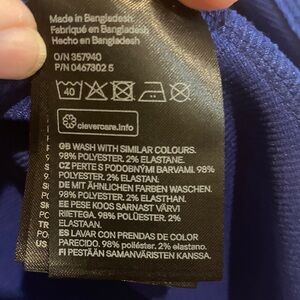 Made in Bangladesh
Fabriqué en Bangladesh
Hecho en Bangladesh
O/N 357940
P/N 0467302 5
40
clevercare.info
GB WASH WITH SIMILAR COLOURS.
98% POLYESTER. 2% ELASTANE.
CZ PERTE S PODOBNÝMI BARVAMI. 98%
POLYESTER. 2% ELASTAN.
DE MIT ÄHNLICHEN FARBEN WASCHEN.
98% POLYESTER. 2% ELASTHAN.
EE PESE KOOS SARNAST VÄRVI
RIIETEGA. 98% POLÜESTER. 2%
ELASTAAN.
ES LAVAR CON PRENDAS DE COLOR
PARECIDO. 98% poliéster. 2% elastano.
FI PESTÄÄN SAMANVÄRISTEN KANSSA.